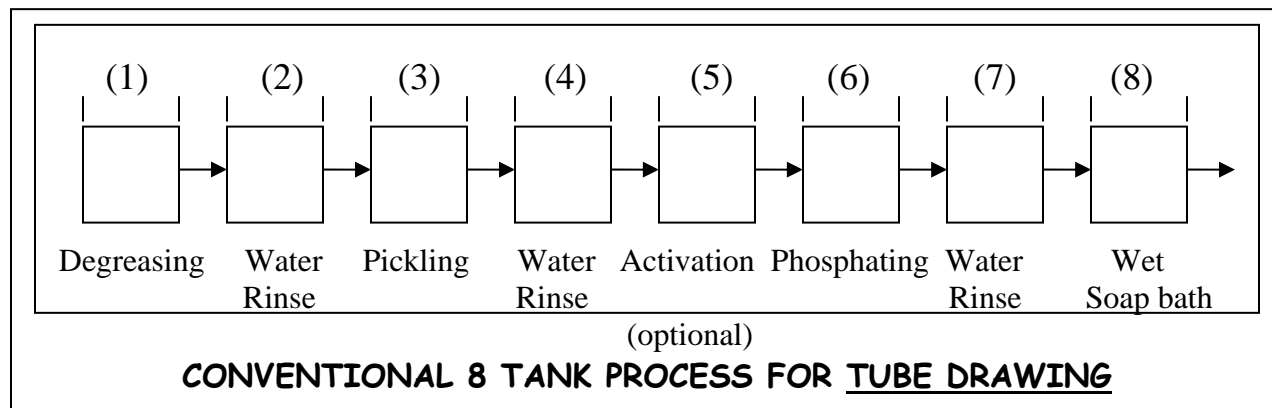 (1) (2) (3) (4) (5) (6) (7) (8)
Degreasing Water Pickling Water Activation Phosphating Water Wet
Rinse Rinse Rinse Soap bath
(optional)
CONVENTIONAL 8 TANK PROCESS FOR TUBE DRAWING